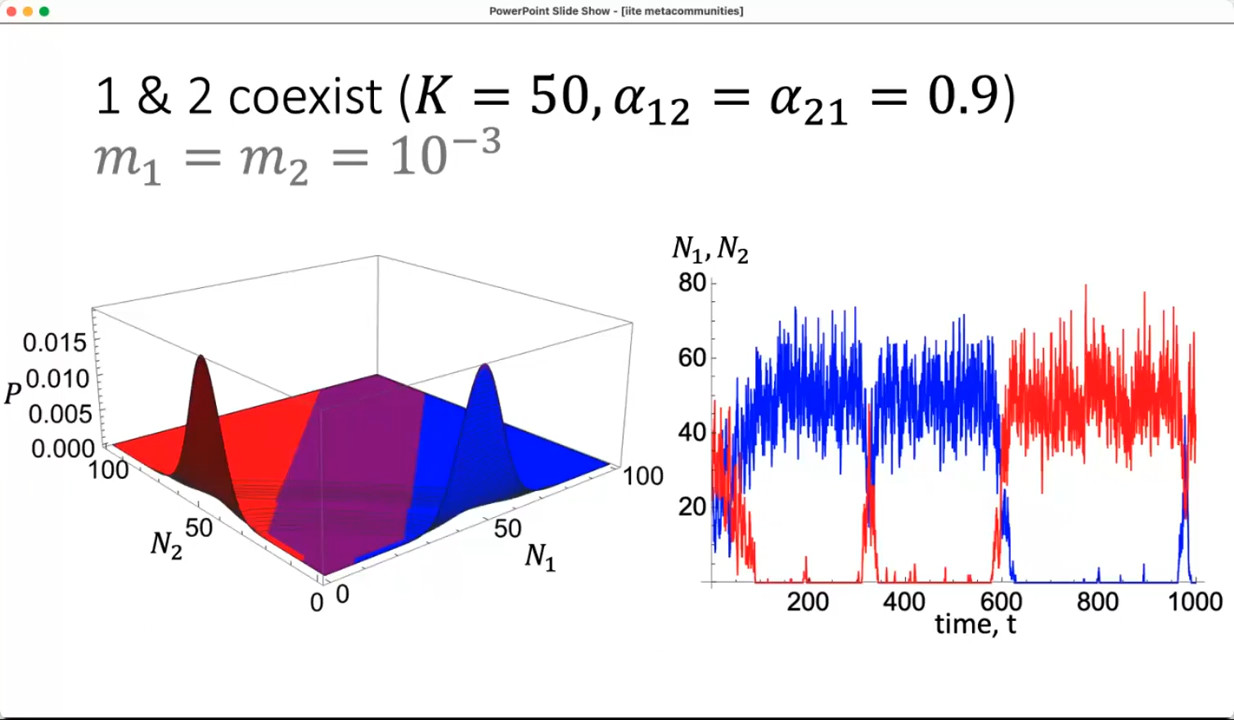 PowerPoint Slide Show - [iite metacommunities]
1 & 2 coexist (K = 50, α₁₂ = α₂₁ = 0.9)
m₁ = m₂ = 10⁻³
0.015
0.010
P
0.005
0.000
100
50
N₂
0
0
50
N₁
100
N₁, N₂
80
60
40
20
200 400 600 800 1000
time, t